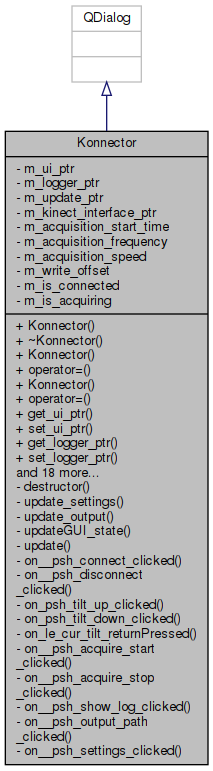 QDialog
Konnector
- m_ui_ptr
- m_logger_ptr
- m_update_ptr
- m_kinect_interface_ptr
- m_acquisition_start_time
- m_acquisition_frequency
- m_acquisition_speed
- m_write_offset
- m_is_connected
- m_is_acquiring
+ Konnector()
+ ~Konnector()
+ Konnector()
+ operator=()
+ Konnector()
+ operator=()
+ get_ui_ptr()
+ set_ui_ptr()
+ get_logger_ptr()
+ set_logger_ptr()
and 18 more...
- destructor()
- update_settings()
- update_output()
- updateGUI_state()
- update()
- on__psh_connect_clicked()
- on__psh_disconnect
_clicked()
- on_psh_tilt_up_clicked()
- on_psh_tilt_down_clicked()
- on_le_cur_tilt_returnPressed()
- on__psh_acquire_start
_clicked()
- on__psh_acquire_stop
_clicked()
- on__psh_show_log_clicked()
- on__psh_output_path
_clicked()
- on__psh_settings_clicked()